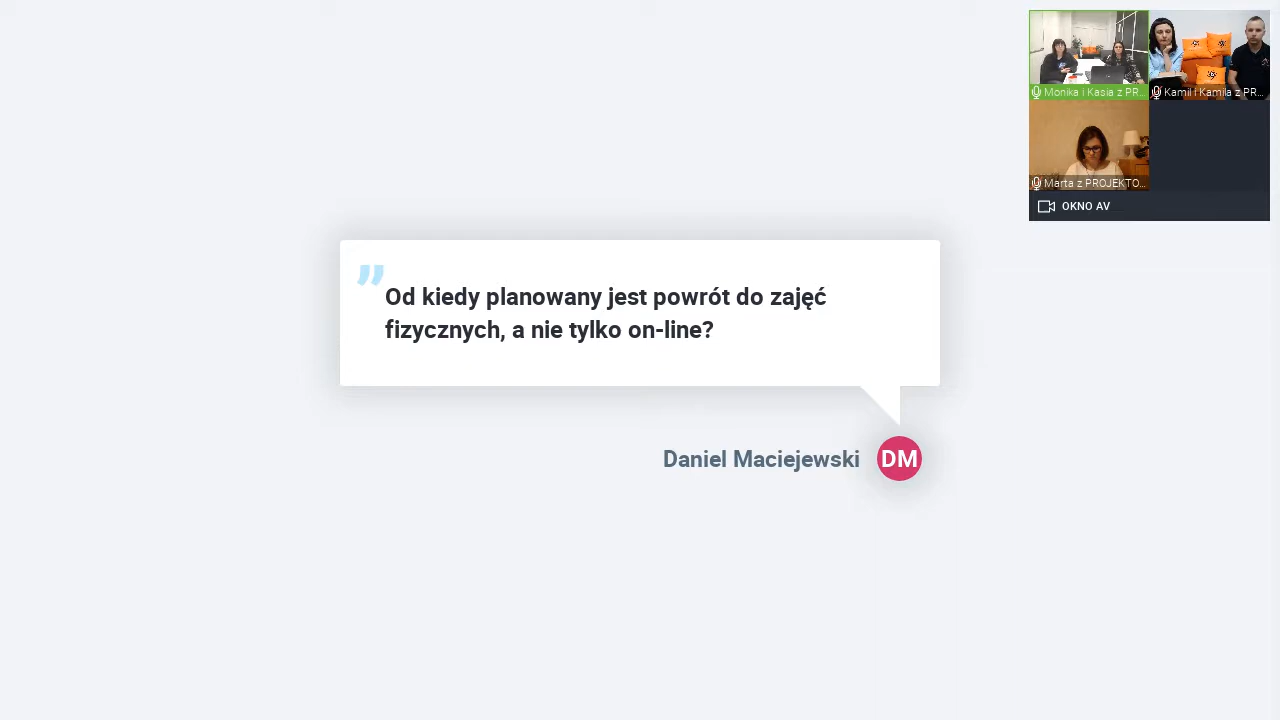 Monika i Kasia z PR...
Kamil i Kamila z PR...
Marta z PROJEKTO...
OKNO AV
” Od kiedy planowany jest powrót do zajęć
fizycznych, a nie tylko on-line?
Daniel Maciejewski DM